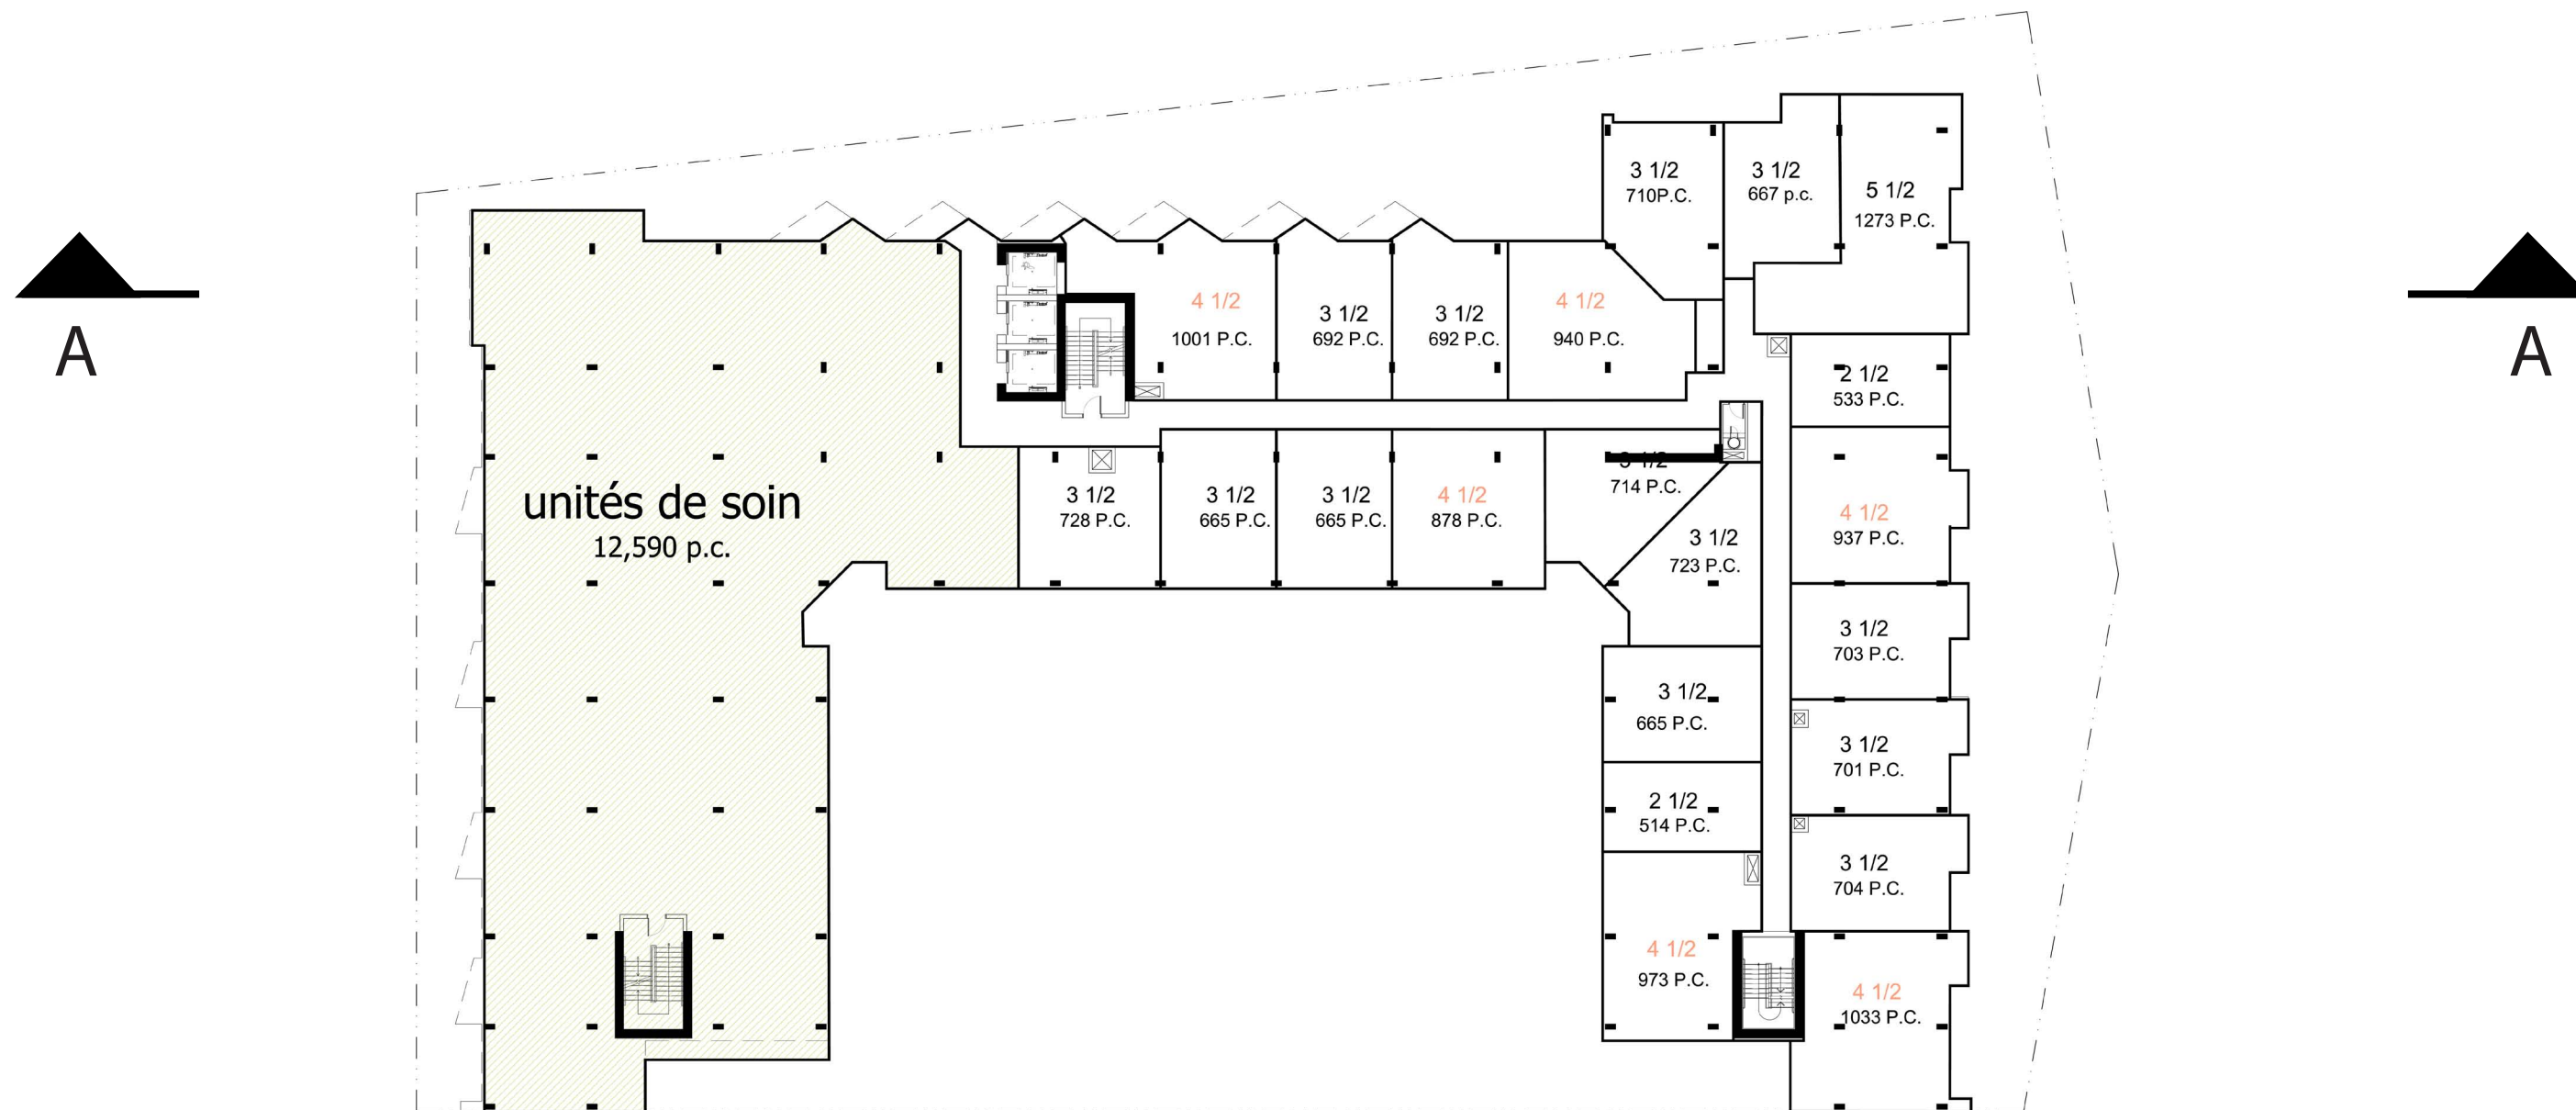 3 1/2
710P.C.
3 1/2
667 p.c.
5 1/2
1273 P.C.
A
A
4 1/2
1001 P.C.
3 1/2
692 P.C.
3 1/2
692 P.C.
4 1/2
940 P.C.
2 1/2
533 P.C.
unités de soin
12,590 p.c.
3 1/2
728 P.C.
3 1/2
665 P.C.
3 1/2
665 P.C.
4 1/2
878 P.C.
3 1/2
714 P.C.
3 1/2
723 P.C.
4 1/2
937 P.C.
3 1/2
703 P.C.
3 1/2
665 P.C.
3 1/2
701 P.C.
2 1/2
514 P.C.
3 1/2
704 P.C.
4 1/2
973 P.C.
4 1/2
1033 P.C.